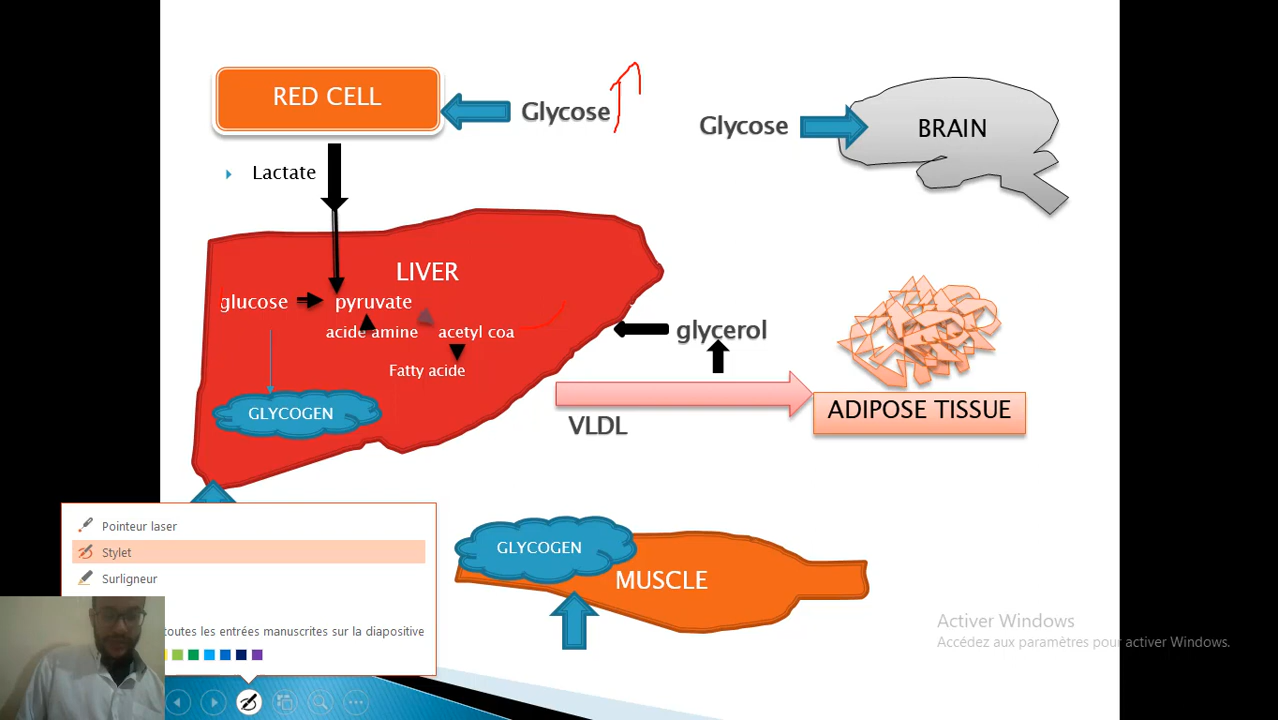 RED CELL
Glycose
Glycose
BRAIN
Lactate
LIVER
glucose
pyruvate
acide amine
acetyl coa
glycerol
Fatty acide
GLYCOGEN
VLDL
ADIPOSE TISSUE
Pointeur laser
Stylet
Surligneur
toutes les entrées manuscrites sur la diapositive
GLYCOGEN
MUSCLE
Activer Windows
Accédez aux paramètres pour activer Windows.